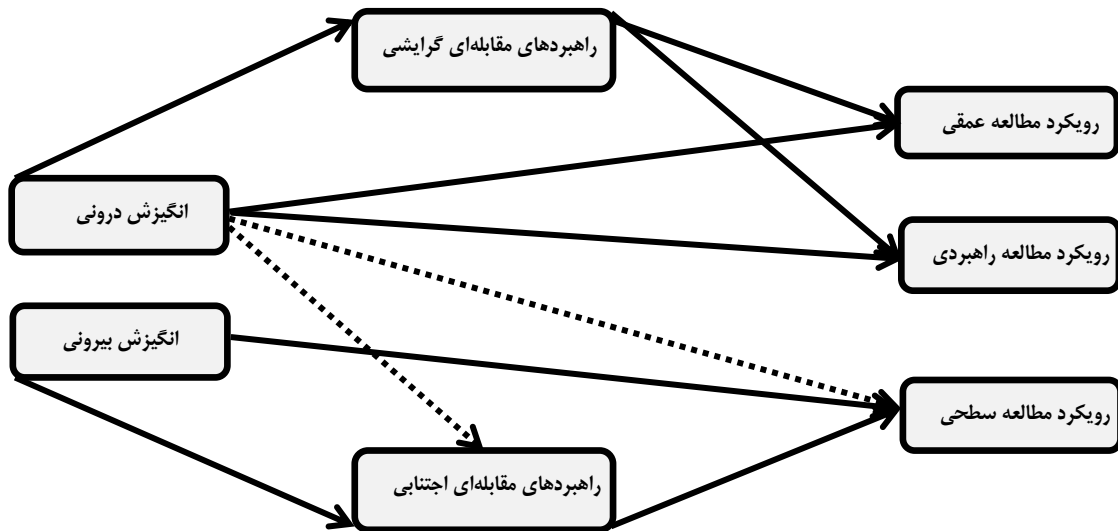 راهبردهای مقابله‌ای گرایشی
رویکرد مطالعه عمقی
انگیزش درونی
رویکرد مطالعه راهبردی
انگیزش بیرونی
رویکرد مطالعه سطحی
راهبردهای مقابله‌ای اجتنابی